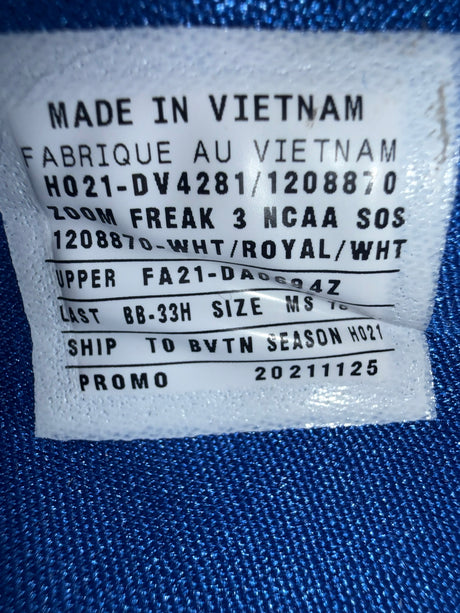 MADE IN VIETNAM
FABRIQUE AU VIETNAM
HO21-DV4281/1208870
ZOOM FREAK 3 NCAA SOS
1208870-WHT/ROYAL/WHT
UPPER
LAST BB-33H SIZE MS
SHIP TO BVTN SEASON HO21
PROMO 20211125